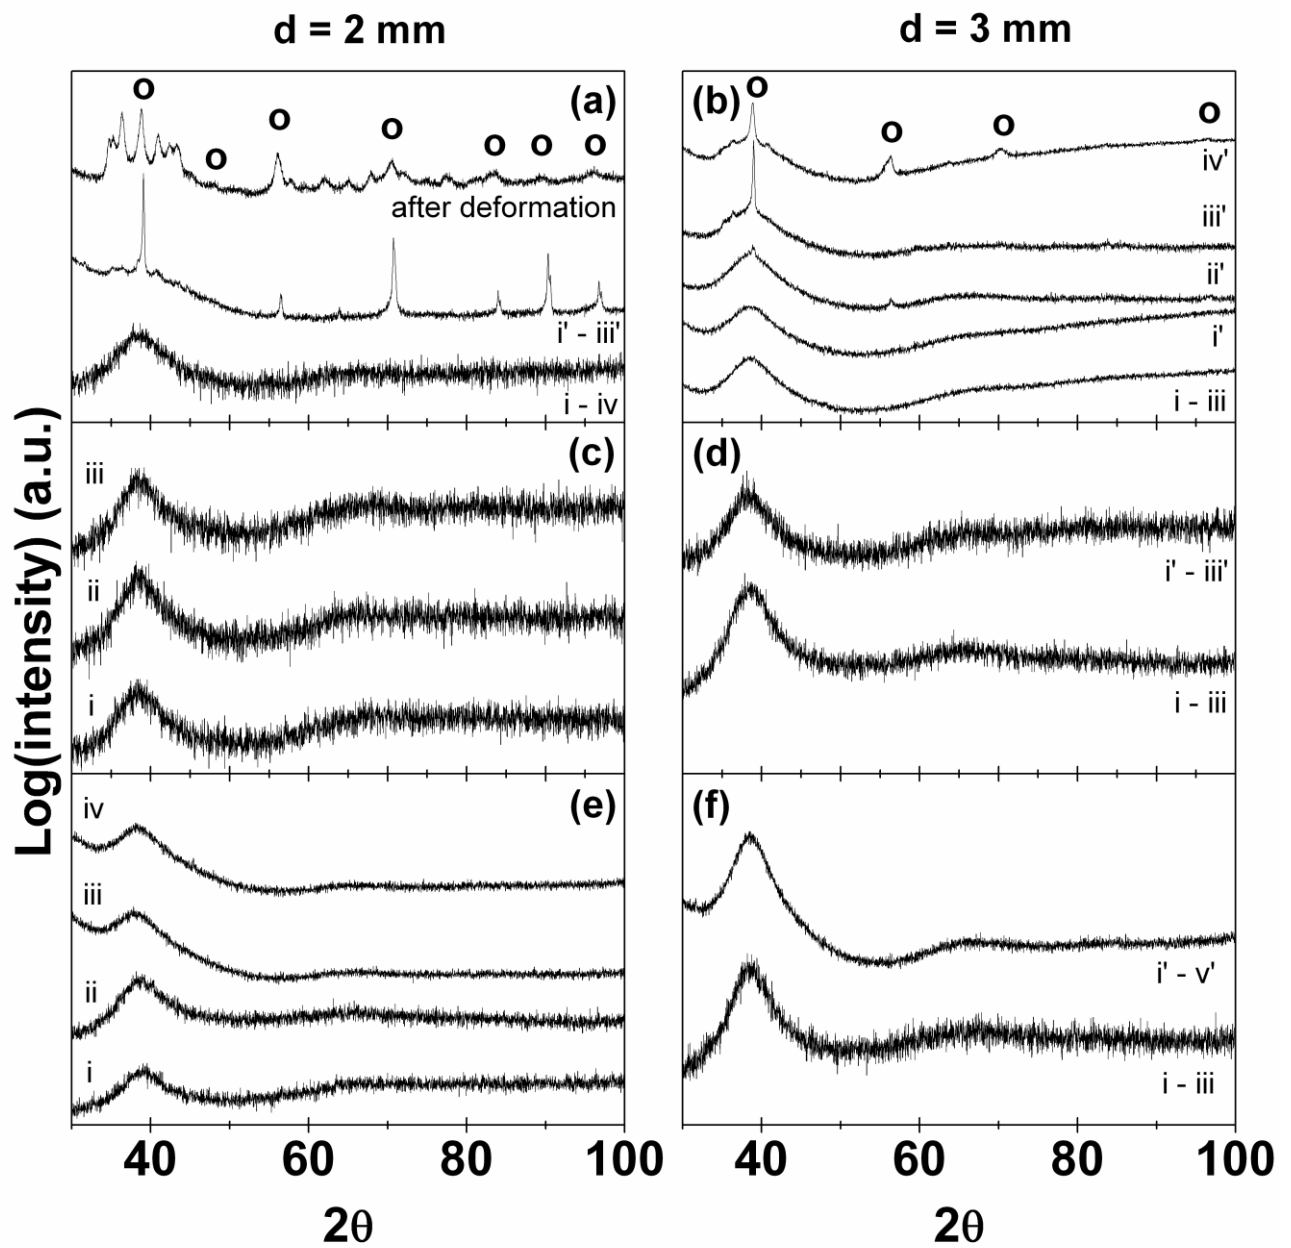 d = 2 mm
d = 3 mm
(a)
o o o o o o o
after deformation
i' - iii'
i - iv
(b)
o o o o
iv'
iii'
ii'
i'
i - iii
Log(intensity) (a.u.)
(c)
iii
ii
i
(d)
i' - iii'
i - iii
(e)
iv
iii
ii
i
(f)
i' - v'
i - iii
40 60 80 100
40 60 80 100
2θ
2θ